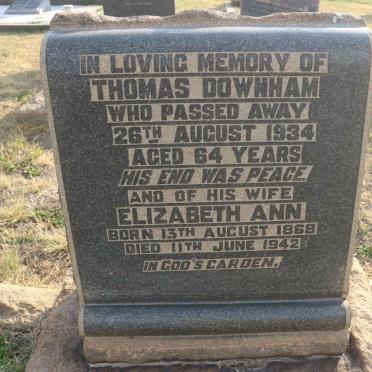 IN LOVING MEMORY OF
THOMAS DOWNHAM
WHO PASSED AWAY
26TH AUGUST 1934
AGED 64 YEARS
HIS END WAS PEACE.
AND OF HIS WIFE
ELIZABETH ANN
BORN 13TH AUGUST 1868
DIED 11TH JUNE 1942
IN GOD'S GARDEN.